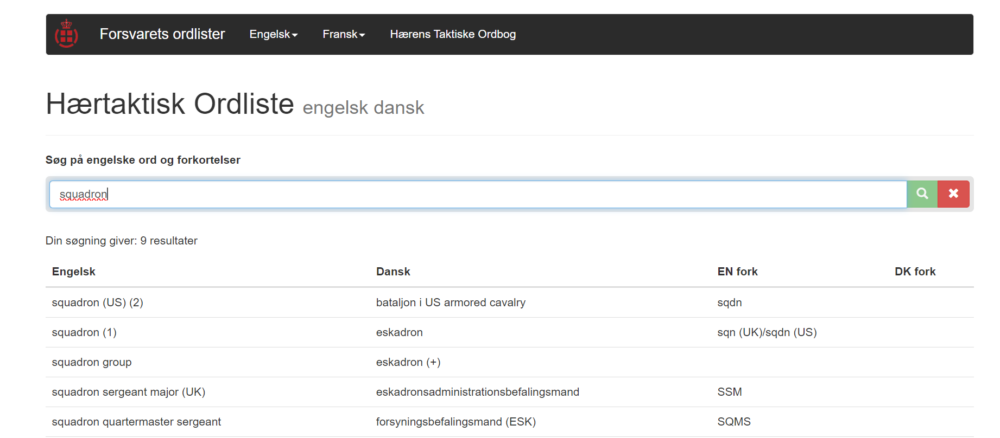 Forsvarets ordlister Engelsk Fransk Hærens Taktiske Ordbog
Hærtaktisk Ordliste engelsk dansk
Søg på engelske ord og forkortelser
squadron
Din søgning giver: 9 resultater
Engelsk Dansk EN fork DK fork
squadron (US) (2) bataljon i US armored cavalry sqdn
squadron (1) eskadron sqn (UK)/sqdn (US)
squadron group eskadron (+)
squadron sergeant major (UK) eskadronsadministrationsbefalingsmand SSM
squadron quartermaster sergeant forsyningsbefalingsmand (ESK) SQMS